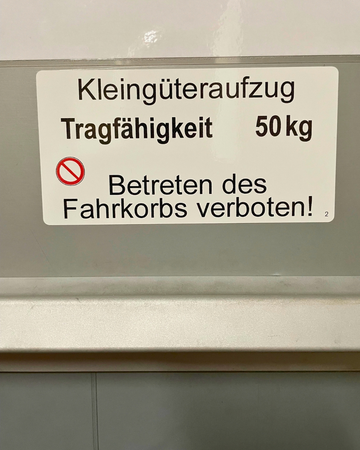 Kleingüteraufzug
Tragfähigkeit 50 kg
Betreten des
Fahrkorbs verboten!
2